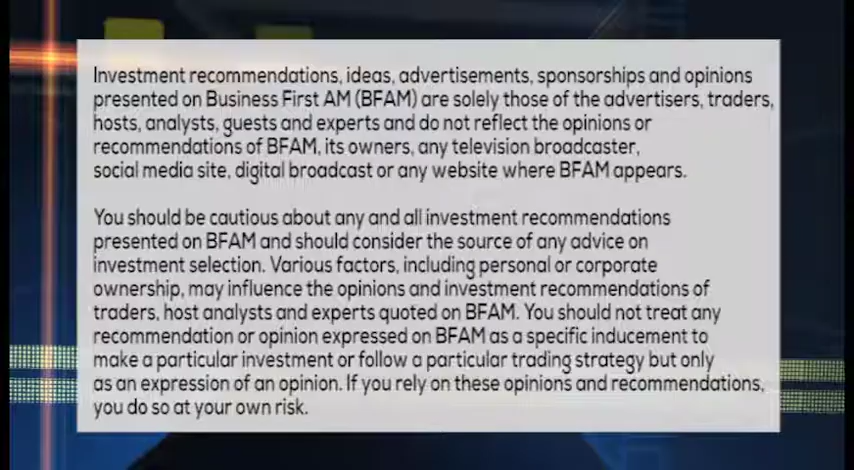 Investment recommendations, ideas, advertisements, sponsorships and opinions
presented on Business First AM (BFAM) are solely those of the advertisers, traders,
hosts, analysts, guests and experts and do not reflect the opinions or
recommendations of BFAM, its owners, any television broadcaster,
social media site, digital broadcast or any website where BFAM appears.
You should be cautious about any and all investment recommendations
presented on BFAM and should consider the source of any advice on
investment selection. Various factors, including personal or corporate
ownership, may influence the opinions and investment recommendations of
traders, host analysts and experts quoted on BFAM. You should not treat any
recommendation or opinion expressed on BFAM as a specific inducement to
make a particular investment or follow a particular trading strategy but only
as an expression of an opinion. If you rely on these opinions and recommendations,
you do so at your own risk.